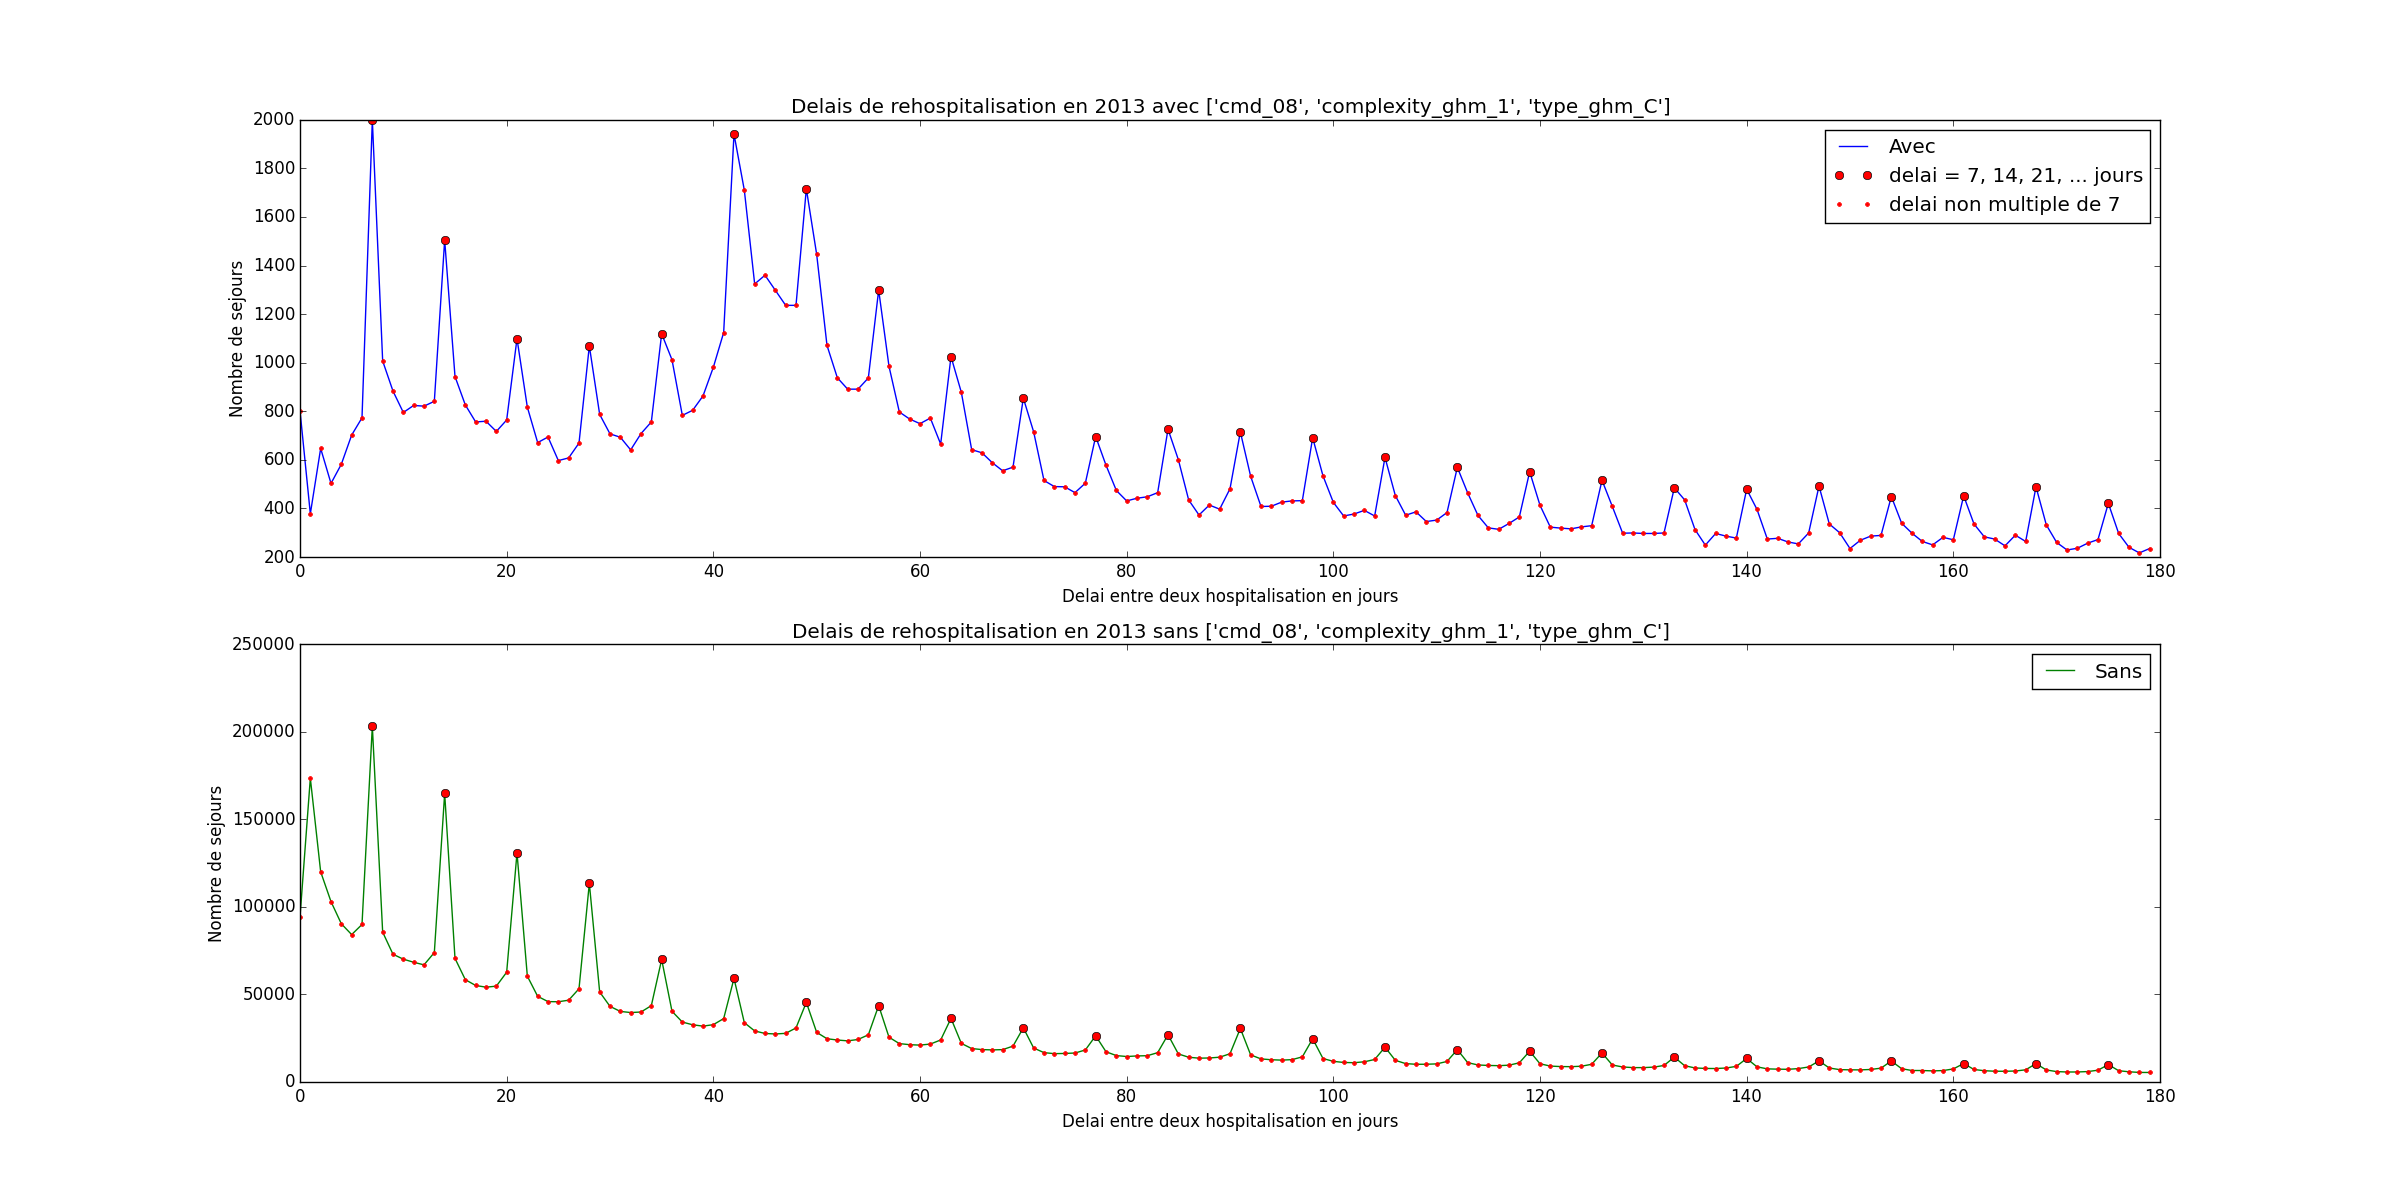 Delais de rehospitalisation en 2013 avec ['cmd_08', 'complexity_ghm_1', 'type_ghm_C']
2000
1800
1600
1400
1200
1000
800
600
400
200
Nombre de sejours
Avec
delai = 7, 14, 21, ... jours
delai non multiple de 7
0 20 40 60 80 100 120 140 160 180
Delai entre deux hospitalisation en jours
Delais de rehospitalisation en 2013 sans ['cmd_08', 'complexity_ghm_1', 'type_ghm_C']
250000
200000
150000
100000
50000
0
Nombre de sejours
Sans
0 20 40 60 80 100 120 140 160 180
Delai entre deux hospitalisation en jours